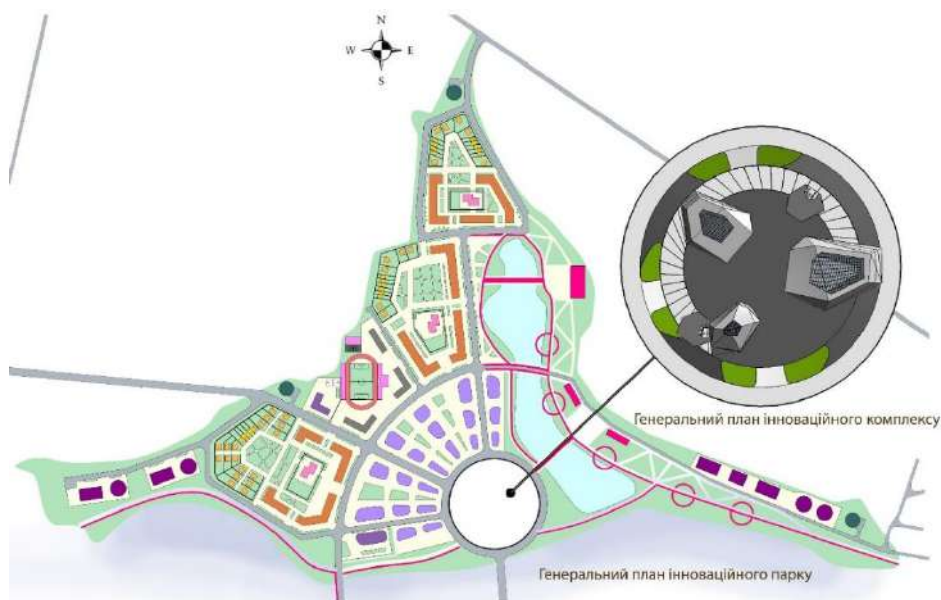 N
W E
S
Генеральний план інноваційного комплексу
Генеральний план інноваційного парку